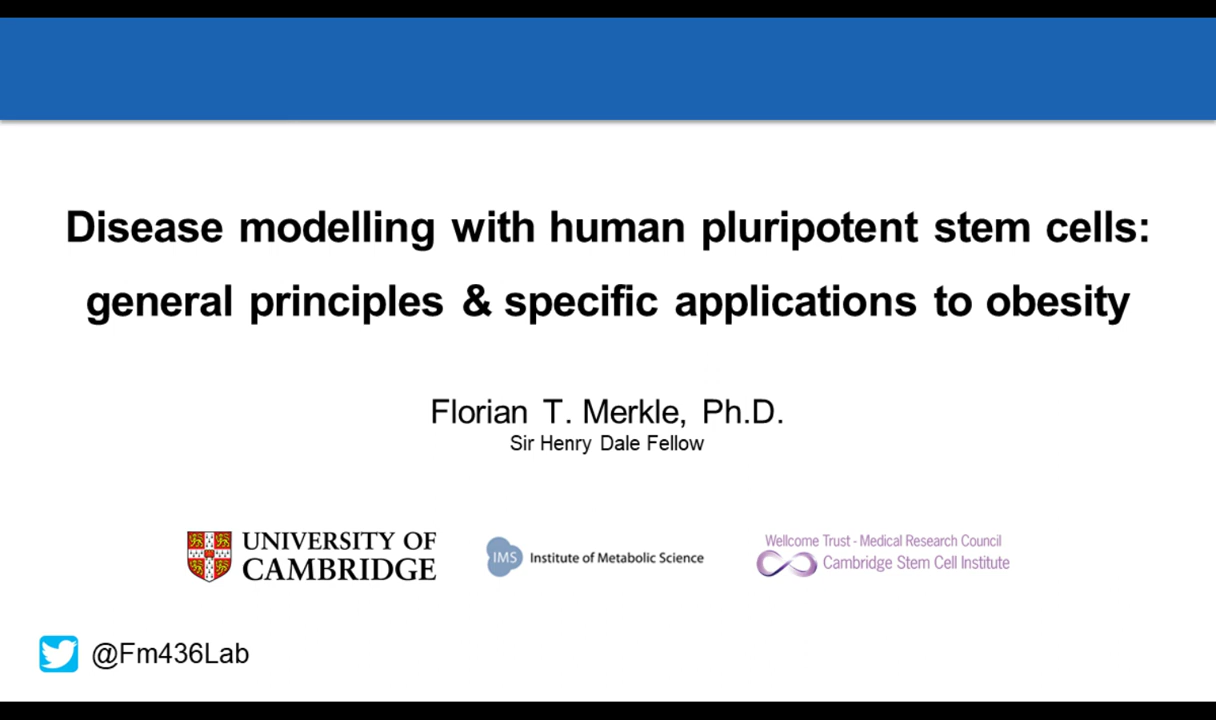 Disease modelling with human pluripotent stem cells:
general principles & specific applications to obesity
Florian T. Merkle, Ph.D.
Sir Henry Dale Fellow
UNIVERSITY OF
CAMBRIDGE
IMS Institute of Metabolic Science
Wellcome Trust - Medical Research Council
Cambridge Stem Cell Institute
@Fm436Lab